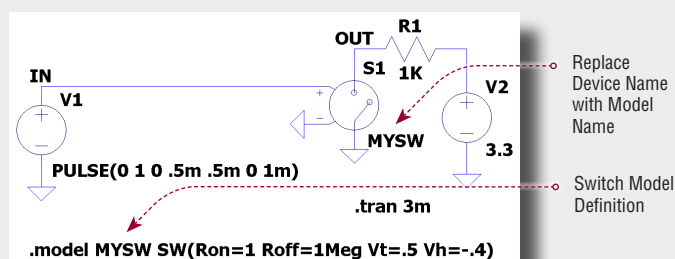 OUT
R1
S1
1K
IN
V1
V2
+
−
+
−
+
−
MYSW
3.3
PULSE(0 1 0 .5m .5m 0 1m)
.tran 3m
.model MYSW SW(Ron=1 Roff=1Meg Vt=.5 Vh=-.4)
Replace
Device Name
with Model
Name
Switch Model
Definition